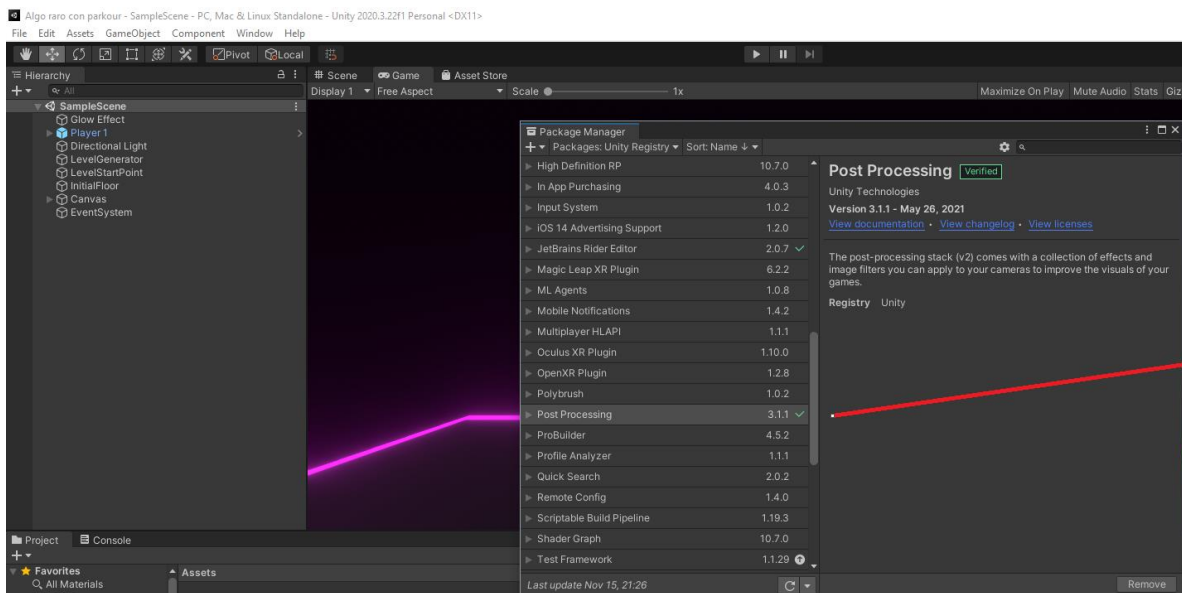 Algo raro con parkour - SampleScene - PC, Mac & Linux Standalone - Unity 2020.3.22f1 Personal <DX11>
File Edit Assets GameObject Component Window Help
Pivot Local
Hierarchy
# Scene Game Asset Store
All
Display 1 Free Aspect Scale 1x Maximize On Play Mute Audio Stats Giz
SampleScene
Glow Effect
Player 1
Directional Light
LevelGenerator
LevelStartPoint
InitialFloor
Canvas
EventSystem
Package Manager
Packages: Unity Registry Sort: Name ↓
High Definition RP 10.7.0
In App Purchasing 4.0.3
Input System 1.0.2
iOS 14 Advertising Support 1.2.0
JetBrains Rider Editor 2.0.7
Magic Leap XR Plugin 6.2.2
ML Agents 1.0.8
Mobile Notifications 1.4.2
Multiplayer HLAPI 1.1.1
Oculus XR Plugin 1.10.0
OpenXR Plugin 1.2.8
Polybrush 1.0.2
Post Processing 3.1.1
ProBuilder 4.5.2
Profile Analyzer 1.1.1
Quick Search 2.0.2
Remote Config 1.4.0
Scriptable Build Pipeline 1.19.3
Shader Graph 10.7.0
Test Framework 1.1.29
Last update Nov 15, 21:26
Post Processing Verified
Unity Technologies
Version 3.1.1 - May 26, 2021
View documentation • View changelog • View licenses
The post-processing stack (v2) comes with a collection of effects and
image filters you can apply to your cameras to improve the visuals of your
games.
Registry Unity
Remove
Project Console
Favorites
All Materials
Assets